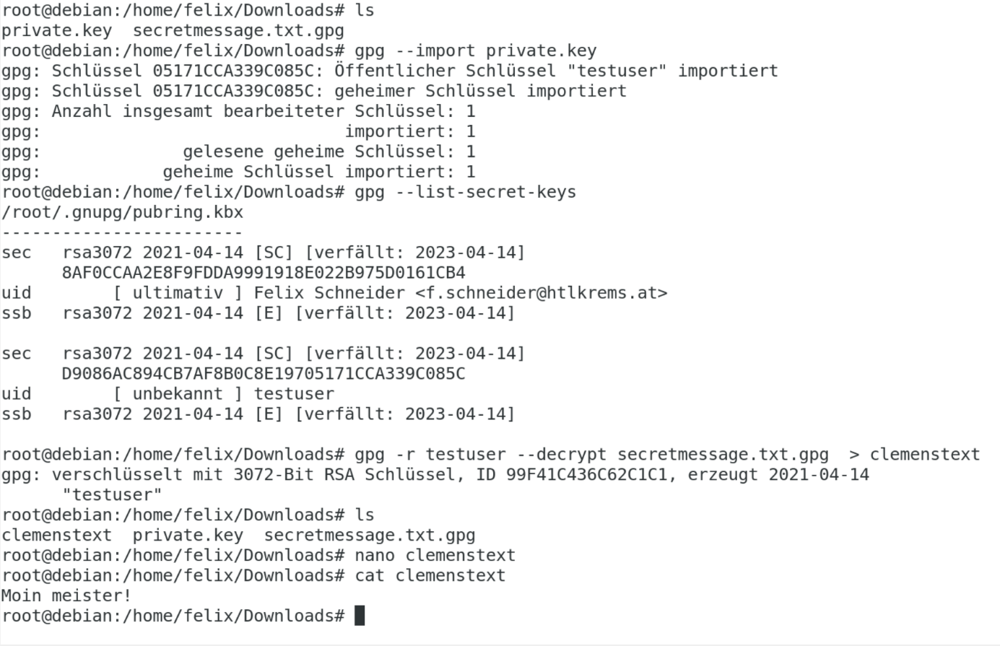 root@debian:/home/felix/Downloads# ls
private.key  secretmessage.txt.gpg
root@debian:/home/felix/Downloads# gpg --import private.key
gpg: Schlüssel 05171CCA339C085C: Öffentlicher Schlüssel "testuser" importiert
gpg: Schlüssel 05171CCA339C085C: geheimer Schlüssel importiert
gpg: Anzahl insgesamt bearbeiteter Schlüssel: 1
gpg:                              importiert: 1
gpg:              gelesene geheime Schlüssel: 1
gpg:            geheime Schlüssel importiert: 1
root@debian:/home/felix/Downloads# gpg --list-secret-keys
/root/.gnupg/pubring.kbx
------------------------
sec   rsa3072 2021-04-14 [SC] [verfällt: 2023-04-14]
      8AF0CCAA2E8F9FDDA9991918E022B975D0161CB4
uid        [ ultimativ ] Felix Schneider <f.schneider@htlkrems.at>
ssb   rsa3072 2021-04-14 [E] [verfällt: 2023-04-14]

sec   rsa3072 2021-04-14 [SC] [verfällt: 2023-04-14]
      D9086AC894CB7AF8B0C8E19705171CCA339C085C
uid        [ unbekannt ] testuser
ssb   rsa3072 2021-04-14 [E] [verfällt: 2023-04-14]

root@debian:/home/felix/Downloads# gpg -r testuser --decrypt secretmessage.txt.gpg  > clemenstext
gpg: verschlüsselt mit 3072-Bit RSA Schlüssel, ID 99F41C436C62C1C1, erzeugt 2021-04-14
      "testuser"
root@debian:/home/felix/Downloads# ls
clemenstext  private.key  secretmessage.txt.gpg
root@debian:/home/felix/Downloads# nano clemenstext
root@debian:/home/felix/Downloads# cat clemenstext
Moin meister!
root@debian:/home/felix/Downloads#